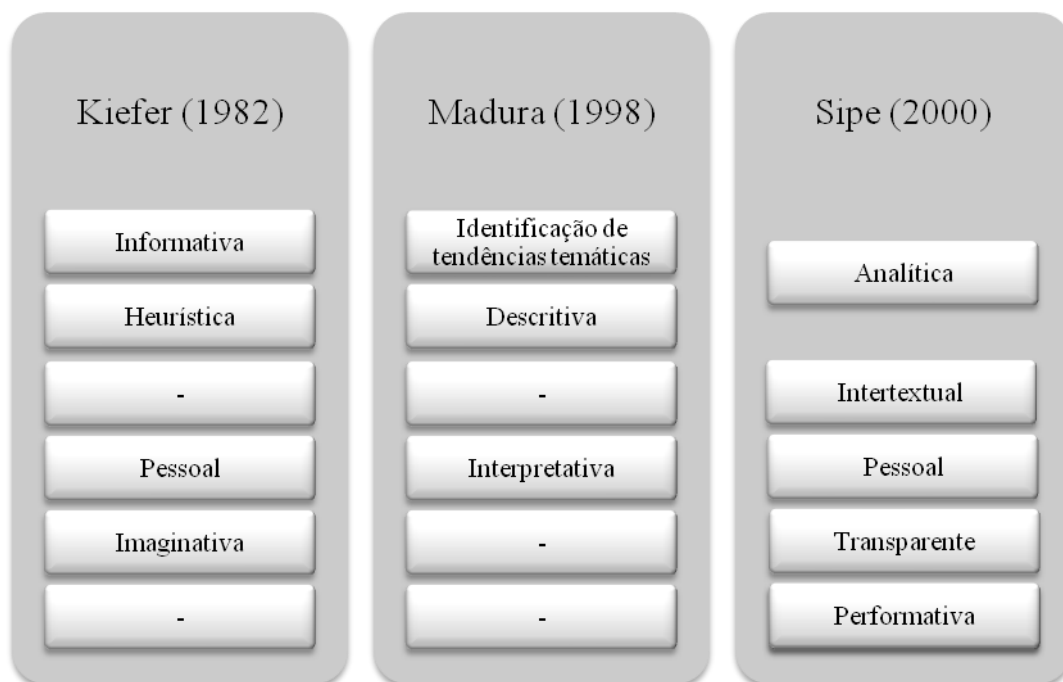 Kiefer (1982)
Informativa
Heurística
-
Pessoal
Imaginativa
-
Madura (1998)
Identificação de
tendências temáticas
Descritiva
-
Interpretativa
-
-
Sipe (2000)
Analítica
Intertextual
Pessoal
Transparente
Performativa